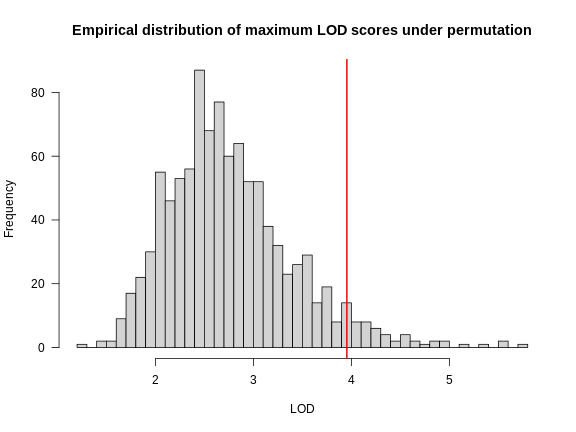 Empirical distribution of maximum LOD scores under permutation
80
60
40
20
0
Frequency
2 3 4 5
LOD